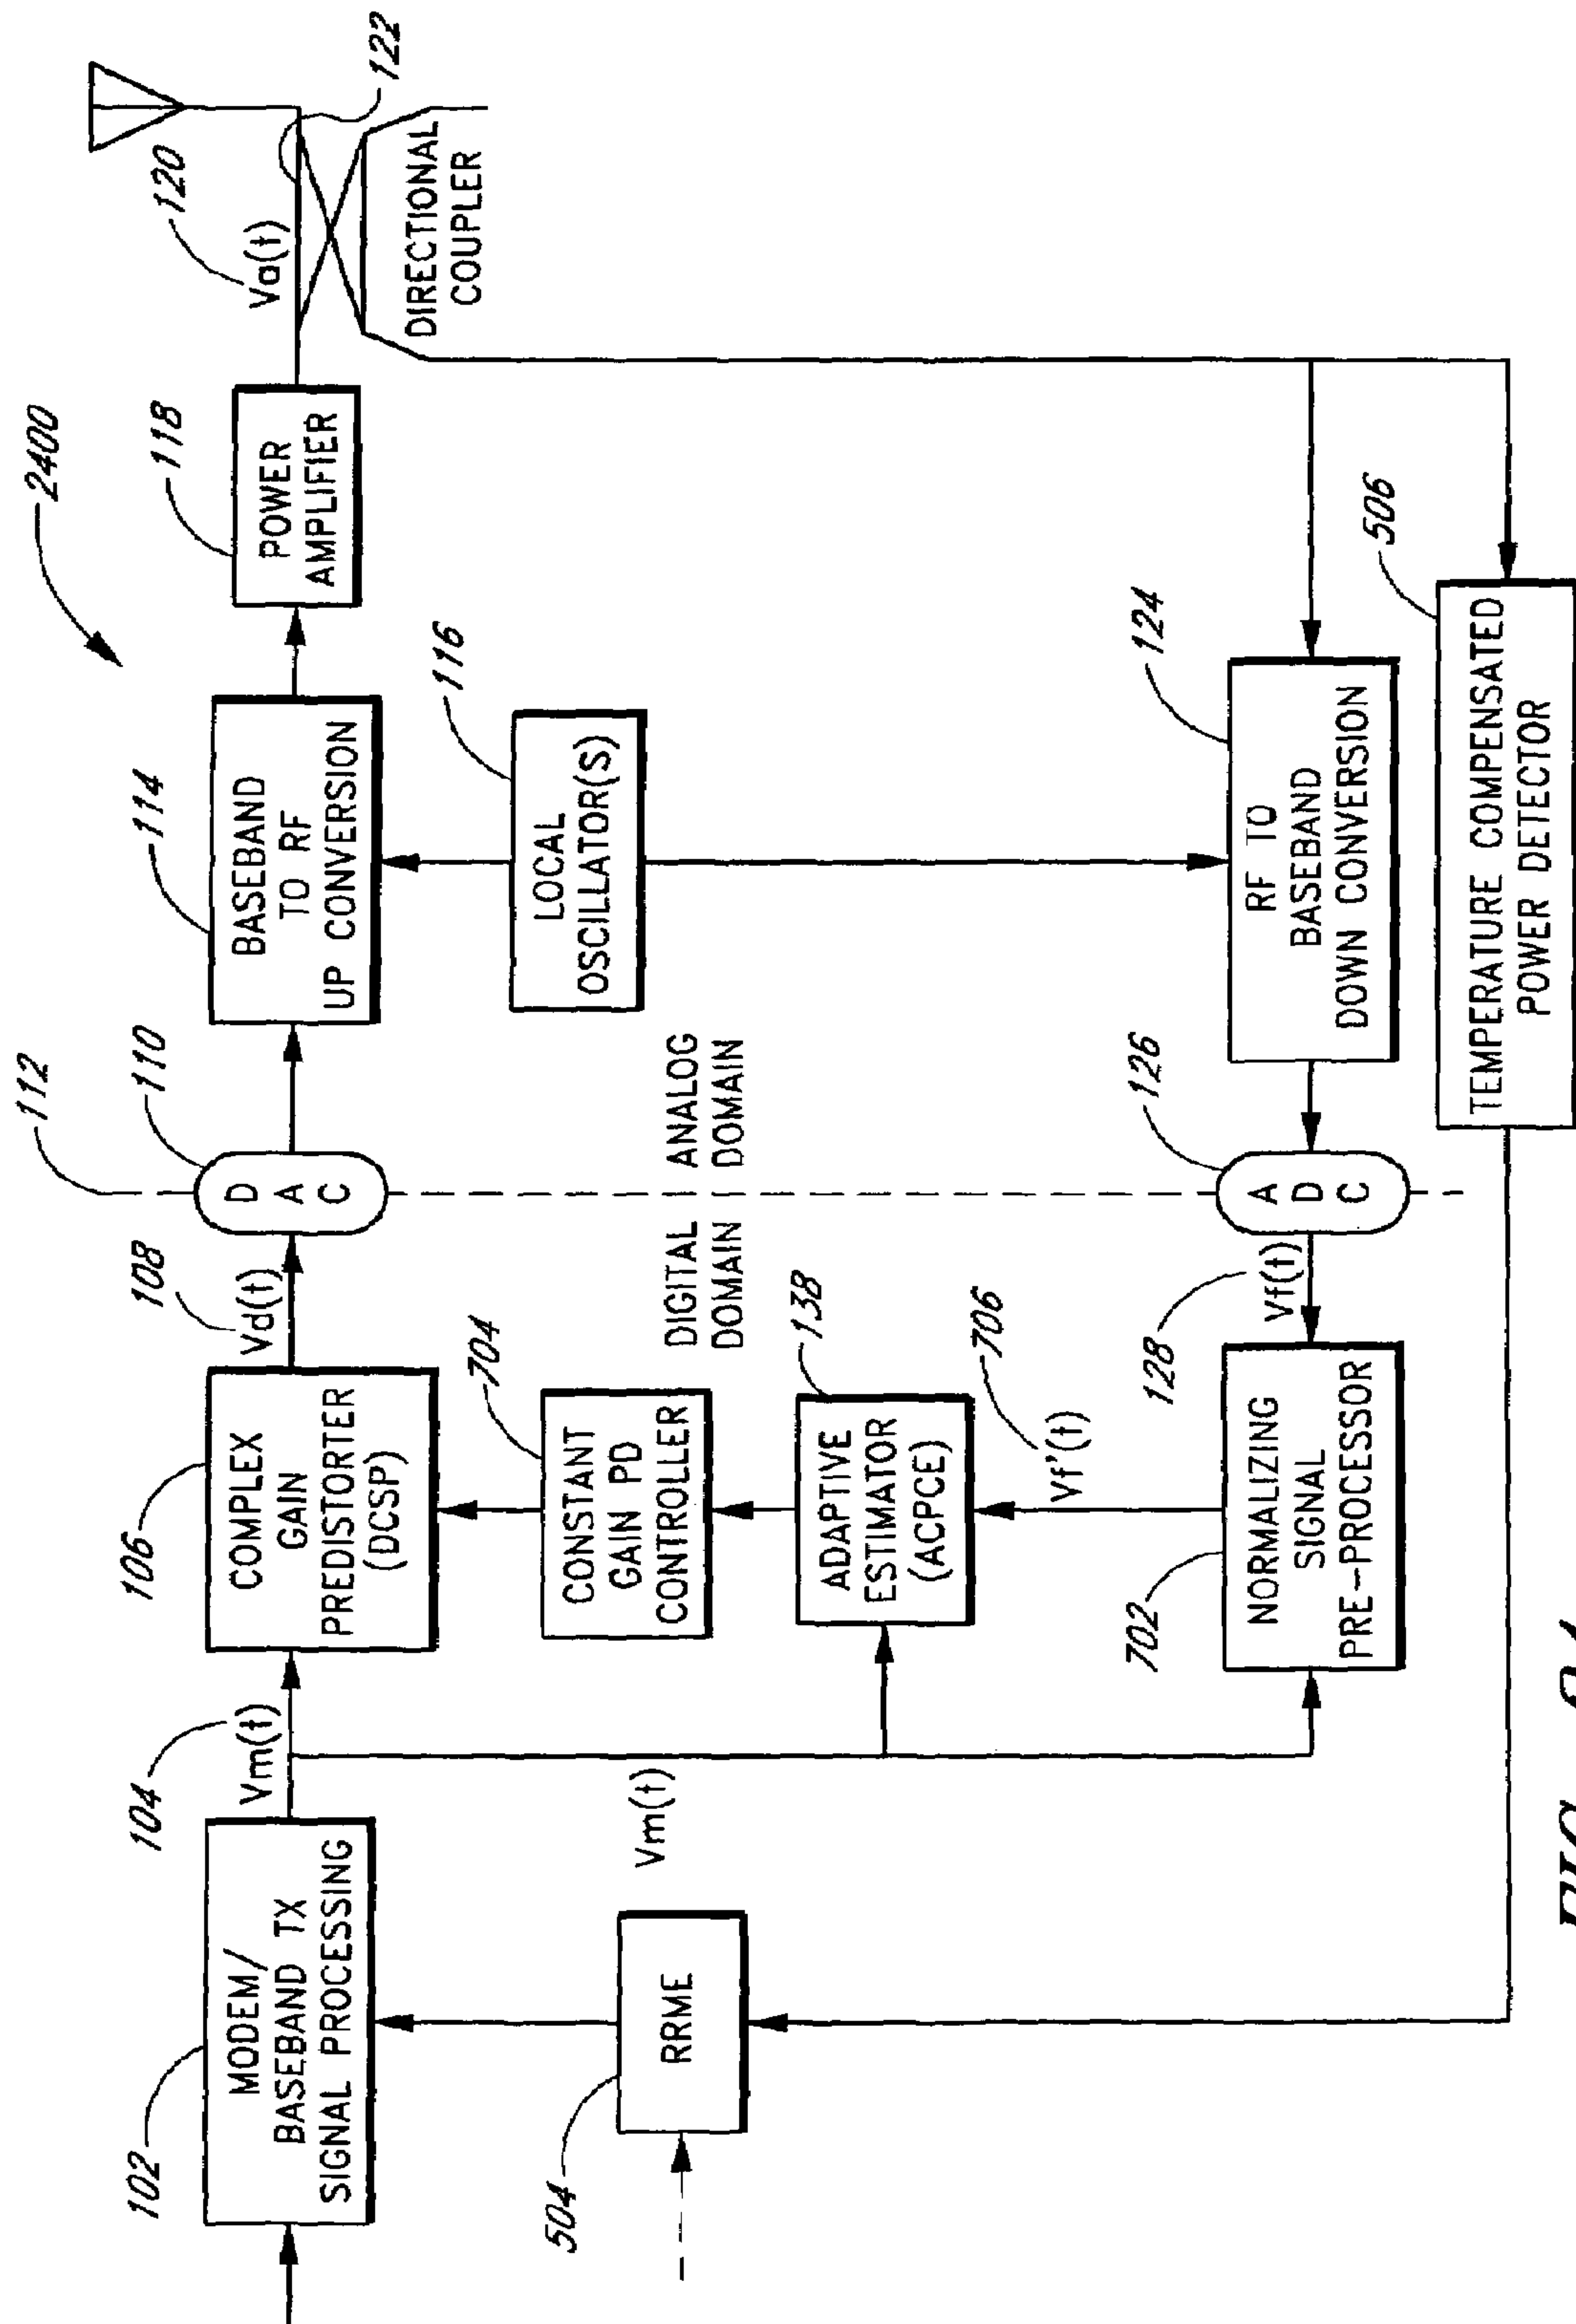 2400
112
102
MODEM/
BASEBAND TX
SIGNAL PROCESSING
104
Vm(t)
106
COMPLEX
GAIN
PREDISTORTER
(DCSP)
108
Vd(t)
110
D
A
C
114
BASEBAND
TO RF
UP CONVERSION
118
POWER
AMPLIFIER
120
Va(t)
122
DIRECTIONAL
COUPLER
504
RRME
Vm(t)
704
CONSTANT
GAIN PD
CONTROLLER
DIGITAL
DOMAIN
ANALOG
DOMAIN
116
LOCAL
OSCILLATOR(S)
138
ADAPTIVE
ESTIMATOR
(ACPCE)
706
Vf'(t)
702
NORMALIZING
SIGNAL
PRE-PROCESSOR
128
Vf(t)
126
A
D
C
124
RF TO
BASEBAND
DOWN CONVERSION
506
TEMPERATURE COMPENSATED
POWER DETECTOR